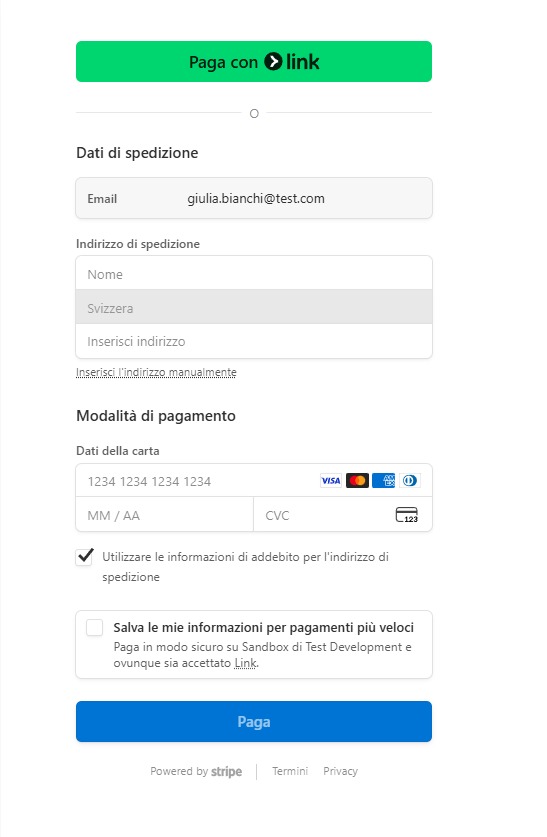 Paga con link
O
Dati di spedizione
Email giulia.bianchi@test.com
Indirizzo di spedizione
Nome
Svizzera
Inserisci indirizzo
Inserisci l'indirizzo manualmente
Modalità di pagamento
Dati della carta
1234 1234 1234 1234 VISA AMEX
MM / AA CVC 123
Utilizzare le informazioni di addebito per l'indirizzo di
spedizione
Salva le mie informazioni per pagamenti più veloci
Paga in modo sicuro su Sandbox di Test Development e
ovunque sia accettato Link.
Paga
Powered by stripe Termini Privacy